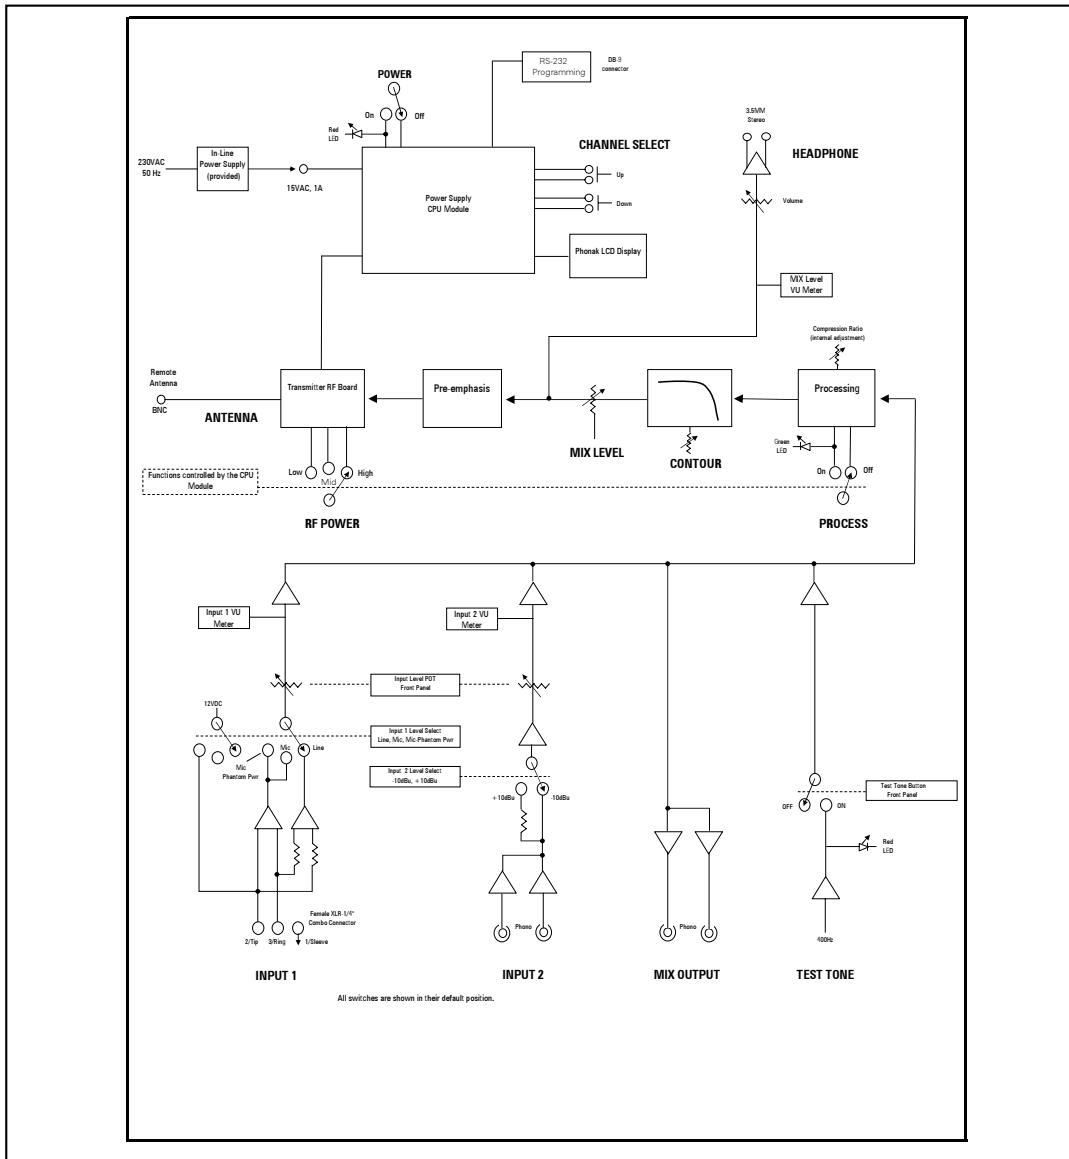 RS-232
Programming
DB-9
connector
POWER
On
Off
Red
LED
3.5MM
Stereo
HEADPHONE
CHANNEL SELECT
230VAC
50 Hz
In-Line
Power Supply
(provided)
15VAC, 1A
Power Supply
CPU Module
Up
Down
Volume
Phonak LCD Display
MIX Level
VU Meter
Compression Ratio
(internal adjustment)
Remote
Antenna
BNC
ANTENNA
Transmitter RF Board
Pre-emphasis
MIX LEVEL
CONTOUR
Processing
Green
LED
On
Off
Functions controlled by the CPU
Module
Low
Mid
High
RF POWER
PROCESS
Input 1 VU
Meter
Input 2 VU
Meter
Input Level POT
Front Panel
12VDC
Input 1 Level Select
Line, Mic, Mic-Phantom Pwr
Mic
Line
Mic
Phantom Pwr
Input 2 Level Select
-10dBu, +10dBu
+10dBu
-10dBu
Test Tone Button
Front Panel
OFF
ON
Red
LED
Female XLR-1/4"
Combo Connector
2/Tip
3/Ring
1/Sleeve
Phono
Phono
400Hz
INPUT 1
INPUT 2
MIX OUTPUT
TEST TONE
All switches are shown in their default position.